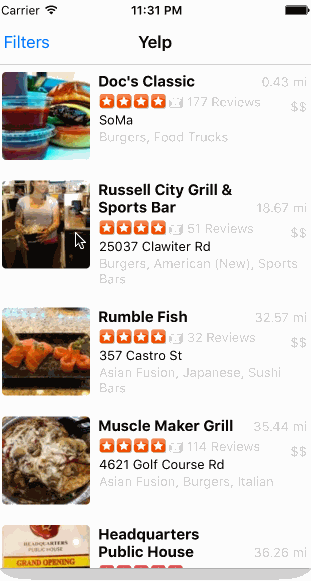 Carrier 11:31 PM
Filters Yelp
Doc's Classic 0.43 mi
177 Reviews $$
SoMa
Burgers, Food Trucks
Russell City Grill & 
Sports Bar 18.67 mi
51 Reviews $$
25037 Clawiter Rd
Burgers, American (New), Sports
Bars
Rumble Fish 32.57 mi
32 Reviews $$
357 Castro St
Asian Fusion, Japanese, Sushi
Bars
Muscle Maker Grill 35.44 mi
114 Reviews $$
4621 Golf Course Rd
Asian Fusion, Burgers, Italian
HEADQUARTERS
PUBLIC HOUSE
GRAND OPENING
Headquarters
Public House 36.26 mi